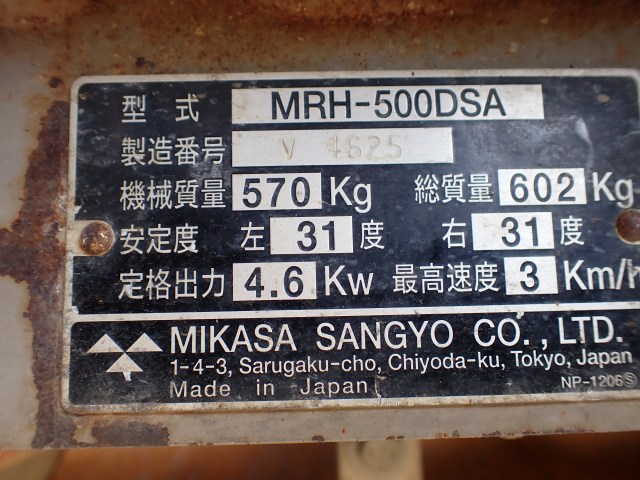 型式 MRH-500DSA
製造番号 V 4625
機械質量 570 Kg 総質量 602 Kg
安定度 左 31 度 右 31 度
定格出力 4.6 Kw 最高速度 3 Km/h
MIKASA SANGYO CO., LTD.
1-4-3, Sarugaku-cho, Chiyoda-ku, Tokyo, Japan
Made in Japan NP-1206Ⓢ